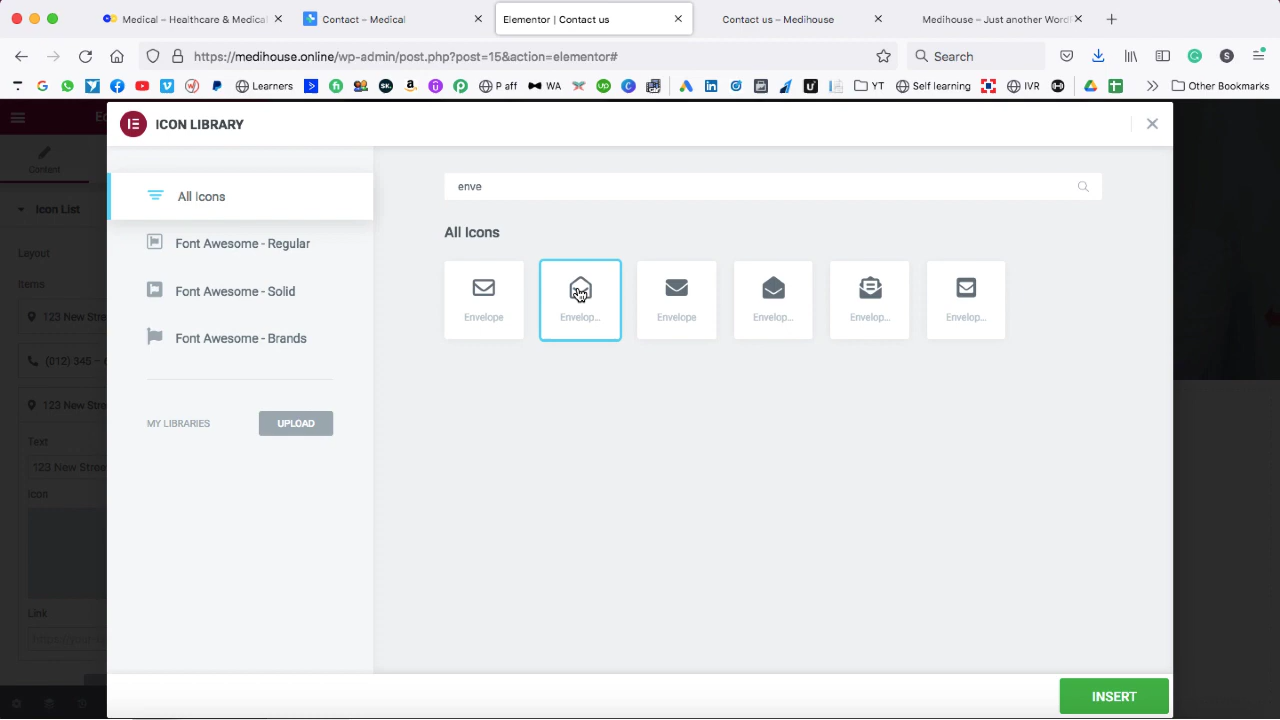 Medical – Healthcare & Medical
Contact – Medical
Elementor | Contact us
Contact us – Medihouse
Medihouse – Just another Word
https://medihouse.online/wp-admin/post.php?post=15&action=elementor#
Search
Learners
P aff
WA
YT
Self learning
IVR
Other Bookmarks
ICON LIBRARY
Content
All Icons
enve
Icon List
All Icons
Font Awesome - Regular
Layout
Items
Font Awesome - Solid
123 New Stre
Envelope
Envelop...
Envelope
Envelop...
Envelop...
Envelop...
Font Awesome - Brands
(012) 345 –
123 New Stre
MY LIBRARIES
UPLOAD
Text
123 New Stree
Icon
Link
INSERT